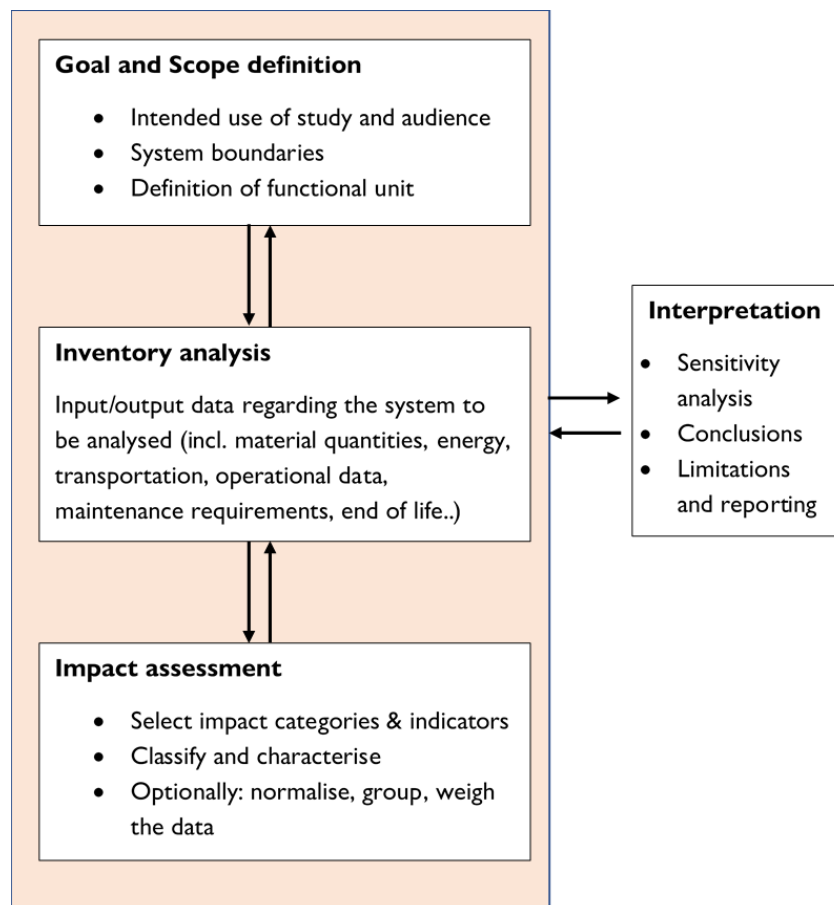 Goal and Scope definition
• Intended use of study and audience
• System boundaries
• Definition of functional unit
Inventory analysis
Input/output data regarding the system to
be analysed (incl. material quantities, energy,
transportation, operational data,
maintenance requirements, end of life..)
Impact assessment
• Select impact categories & indicators
• Classify and characterise
• Optionally: normalise, group, weigh
the data
Interpretation
• Sensitivity
analysis
• Conclusions
• Limitations
and reporting